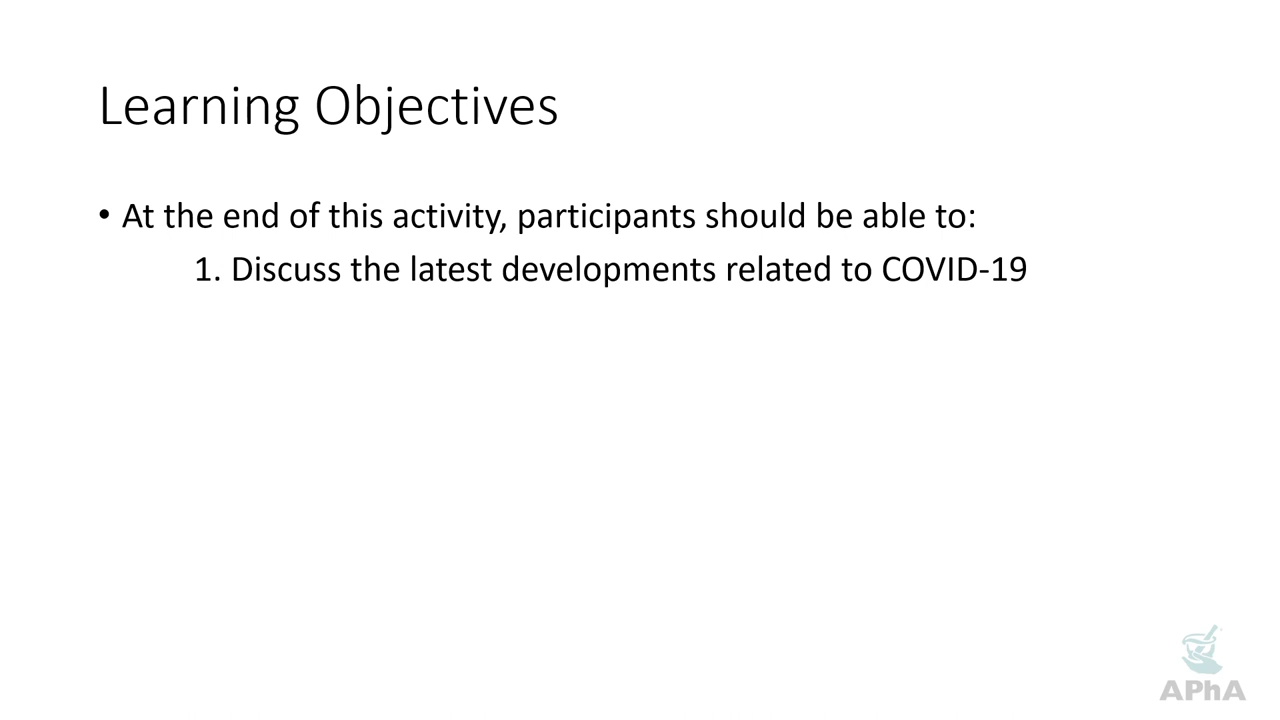 Learning Objectives
• At the end of this activity, participants should be able to:
1. Discuss the latest developments related to COVID-19
APhA